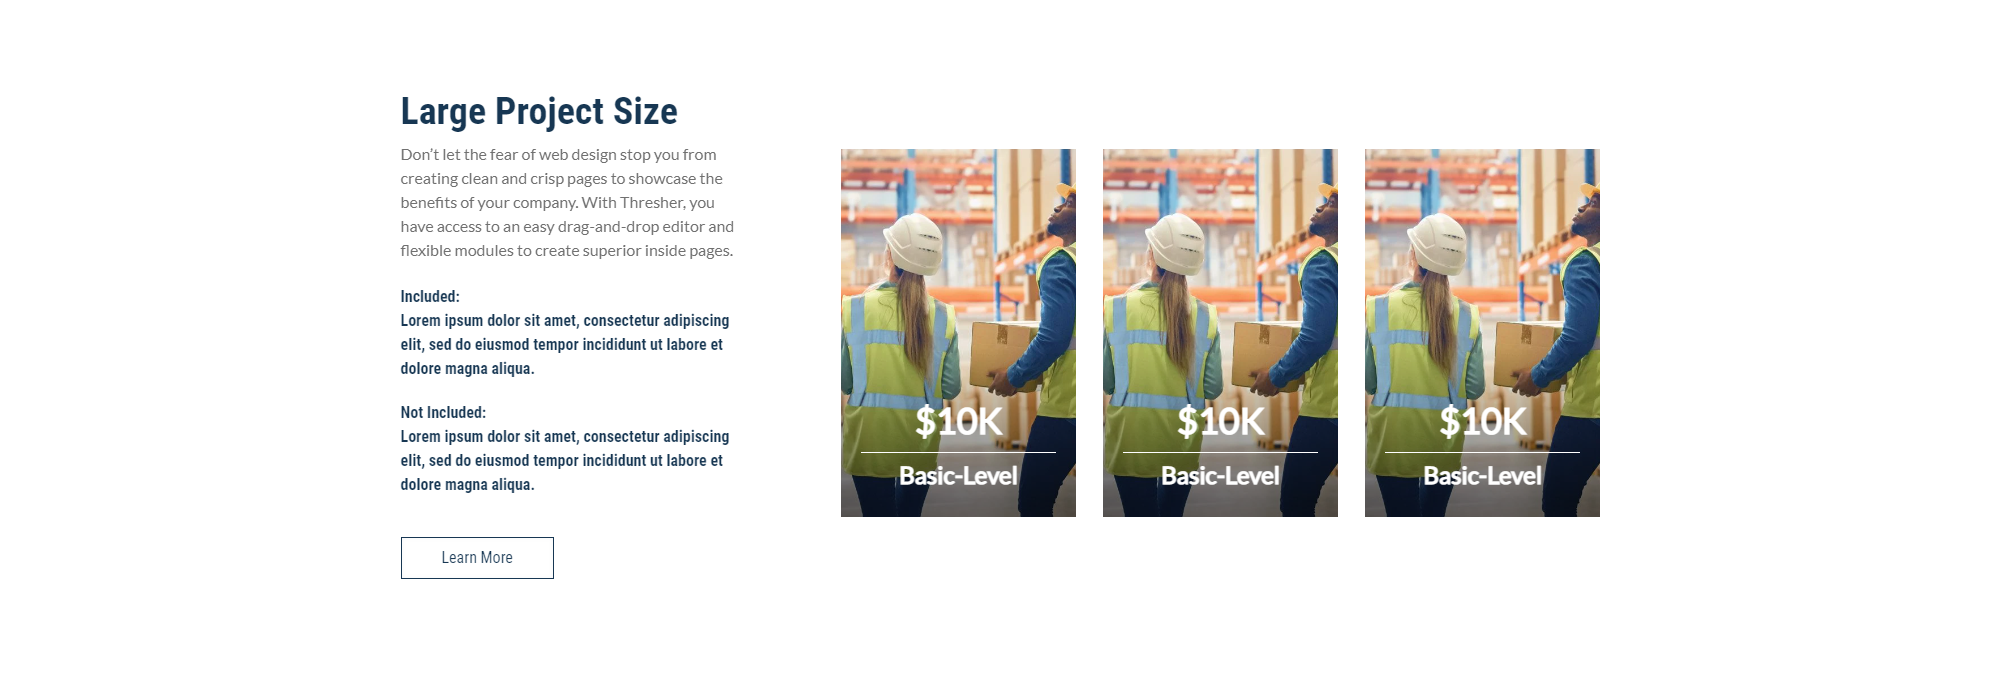 Large Project Size
Don’t let the fear of web design stop you from
creating clean and crisp pages to showcase the
benefits of your company. With Thresher, you
have access to an easy drag-and-drop editor and
flexible modules to create superior inside pages.
Included:
Lorem ipsum dolor sit amet, consectetur adipiscing
elit, sed do eiusmod tempor incididunt ut labore et
dolore magna aliqua.
Not Included:
Lorem ipsum dolor sit amet, consectetur adipiscing
elit, sed do eiusmod tempor incididunt ut labore et
dolore magna aliqua.
Learn More
$10K
Basic-Level
$10K
Basic-Level
$10K
Basic-Level